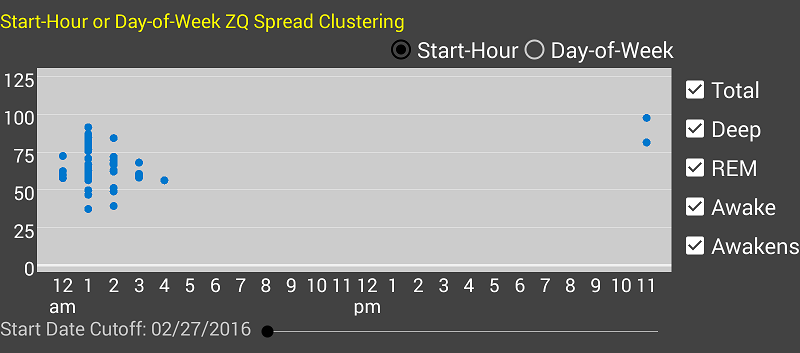 Start-Hour or Day-of-Week ZQ Spread Clustering
Start-Hour Day-of-Week
125
100
75
50
25
0
Total
Deep
REM
Awake
Awakens
12 1 2 3 4 5 6 7 8 9 10 11 12 1 2 3 4 5 6 7 8 9 10 11
am pm
Start Date Cutoff: 02/27/2016